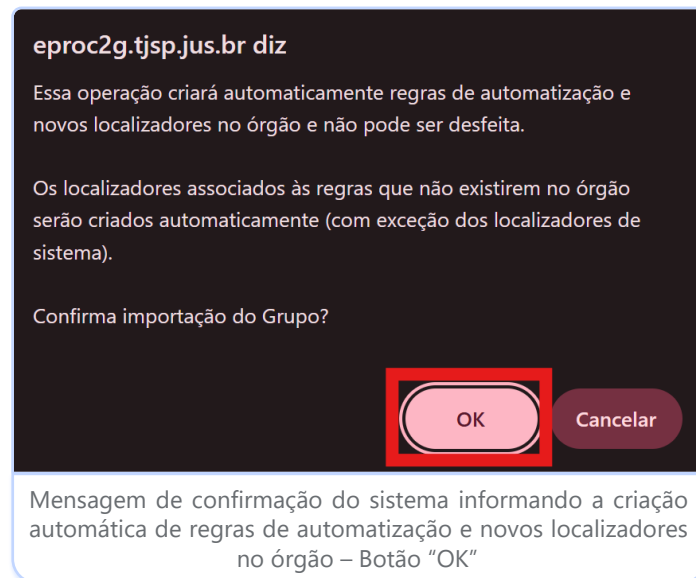 eproc2g.tjsp.jus.br diz
Essa operação criará automaticamente regras de automatização e
novos localizadores no órgão e não pode ser desfeita.
Os localizadores associados às regras que não existirem no órgão
serão criados automaticamente (com exceção dos localizadores de
sistema).
Confirma importação do Grupo?
OK
Cancelar
Mensagem de confirmação do sistema informando a criação
automática de regras de automatização e novos localizadores
no órgão – Botão “OK”